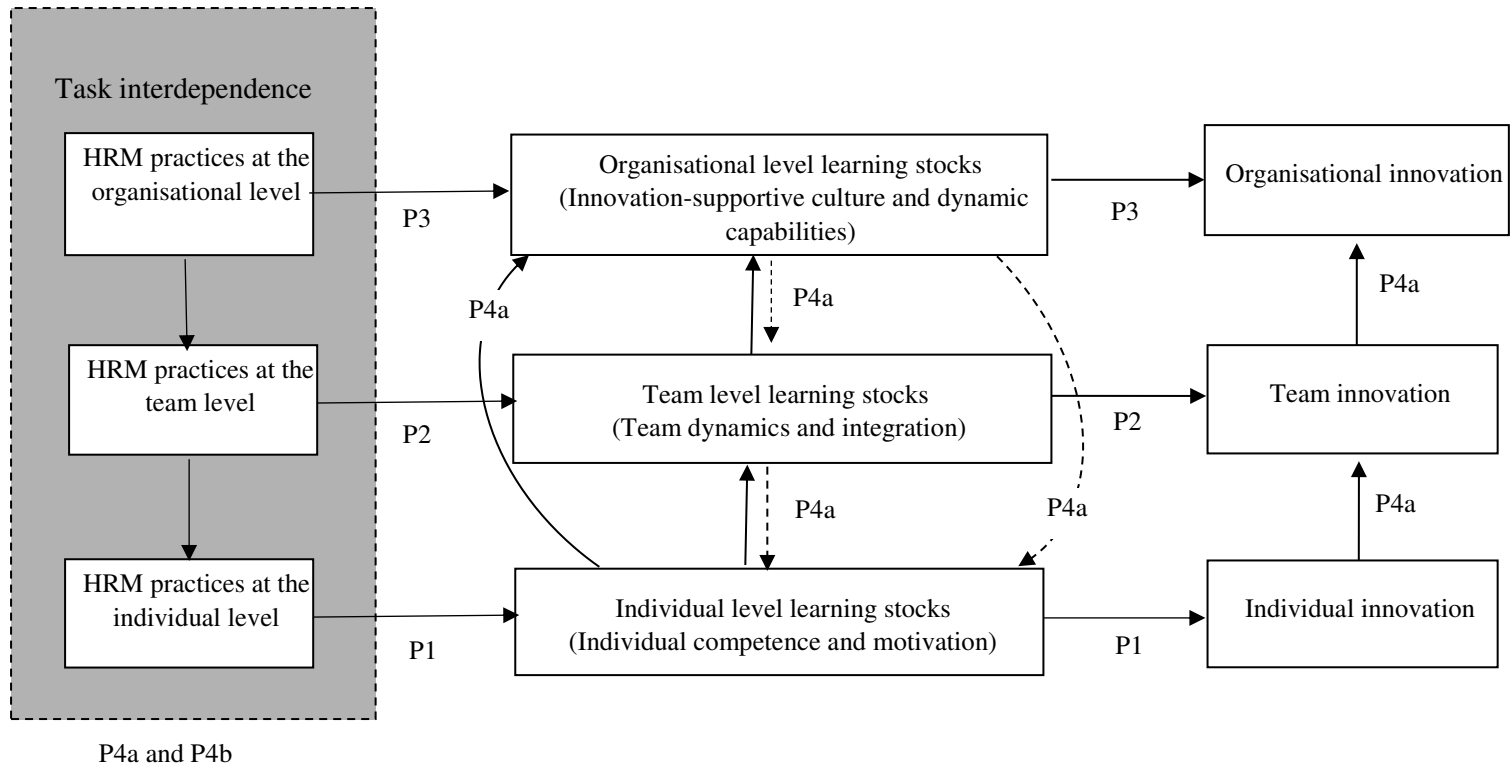 Task interdependence
HRM practices at the
organisational level
P3
Organisational level learning stocks
(Innovation-supportive culture and dynamic
capabilities)
P3
Organisational innovation
P4a
P4a
P4a
HRM practices at the
team level
P2
Team level learning stocks
(Team dynamics and integration)
P2
Team innovation
P4a
P4a
P4a
HRM practices at the
individual level
P1
Individual level learning stocks
(Individual competence and motivation)
P1
Individual innovation
P4a and P4b